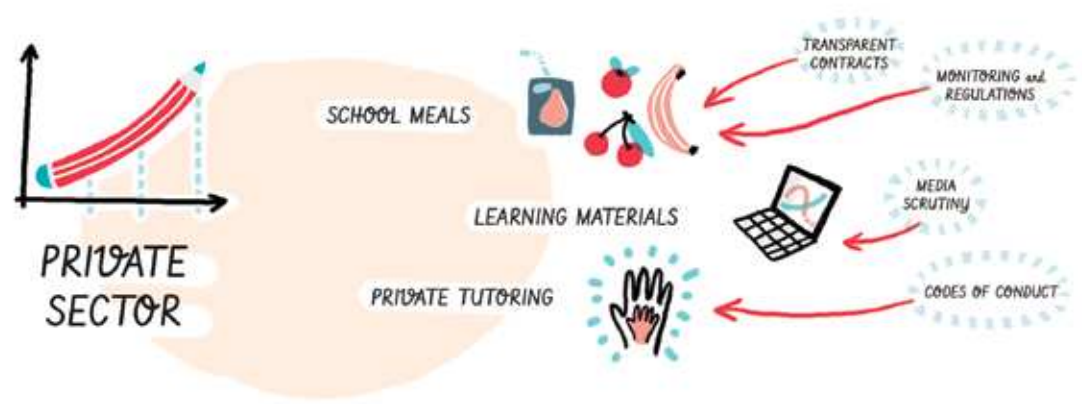 PRIVATE
SECTOR
SCHOOL MEALS
TRANSPARENT
CONTRACTS
MONITORING and
REGULATIONS
LEARNING MATERIALS
MEDIA
SCRUTINY
PRIVATE TUTORING
CODES OF CONDUCT